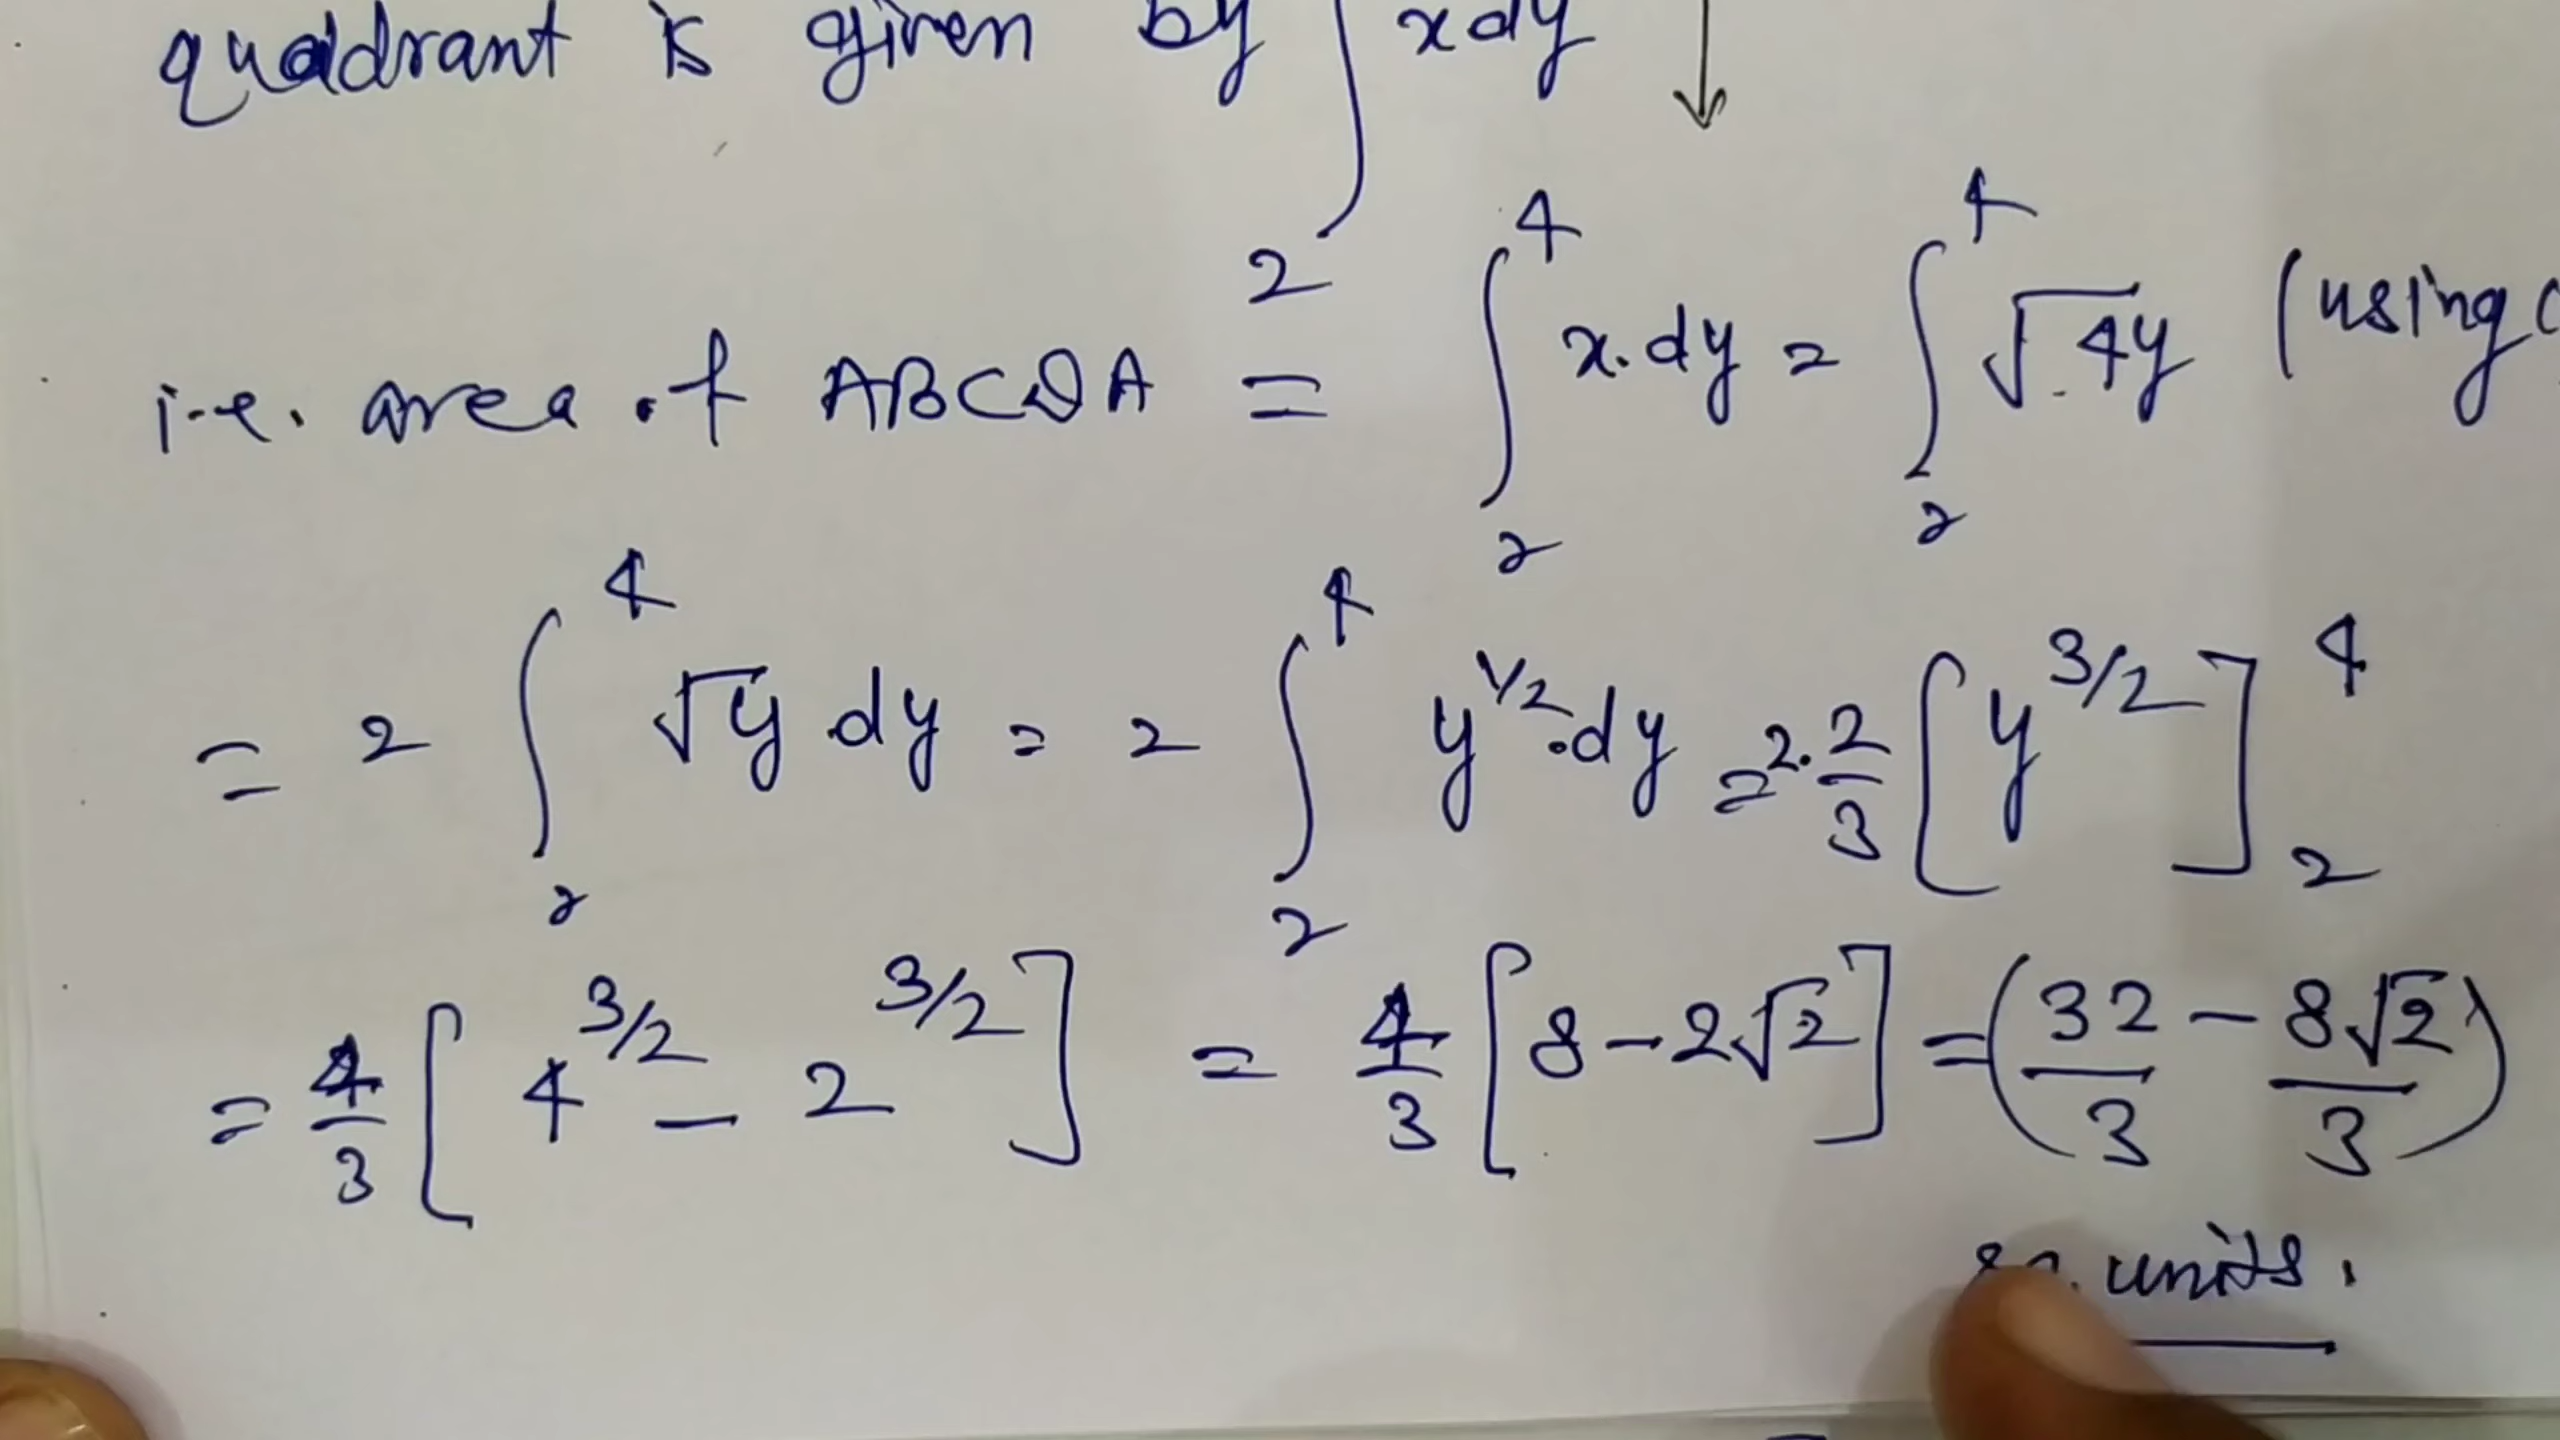 quadrant is given by ∫₂ xdy ↓
i.e. area of ABCDA = ∫₂⁴ x.dy = ∫₂⁴ √4y (using
= 2 ∫₂⁴ √y dy = 2 ∫₂⁴ y^1/2 .dy = 2. 2/3 [y^3/2]₂⁴
= 4/3 [4^3/2 - 2^3/2] = 4/3 [8-2√2] = (32/3 - 8√2/3)
units.